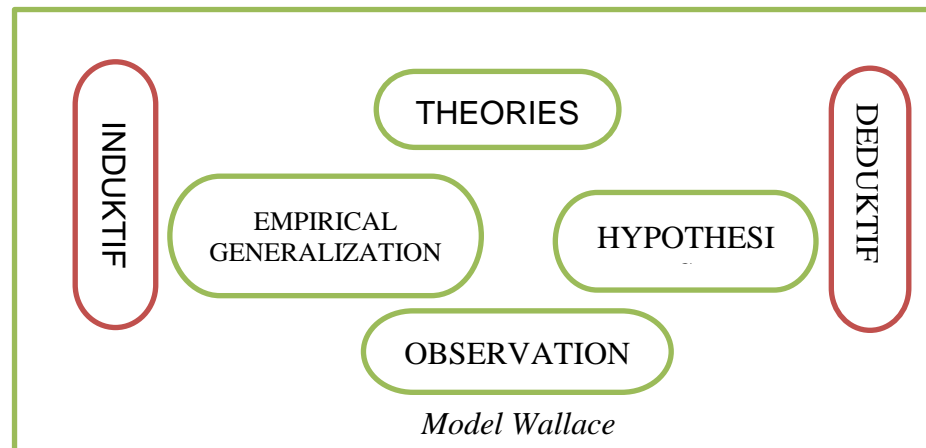 THEORIES
INDUKTIF
DEDUKTIF
EMPIRICAL
GENERALIZATION
HYPOTHESI
OBSERVATION
Model Wallace